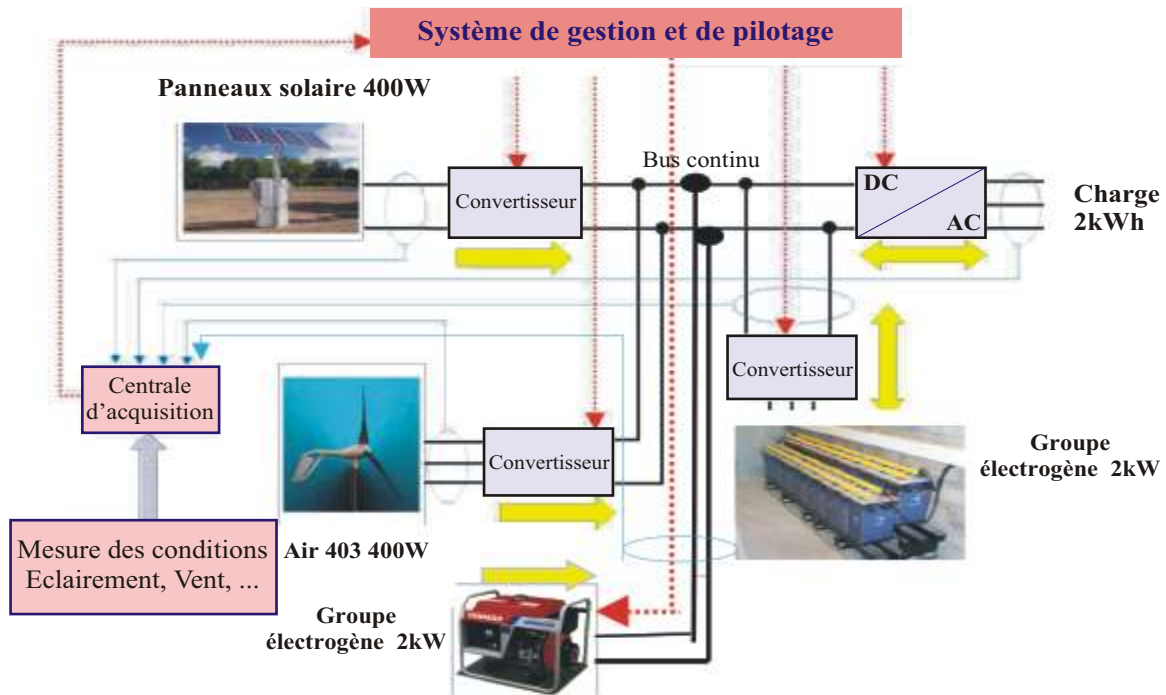 Système de gestion et de pilotage
Panneaux solaire 400W
Bus continu
Convertisseur
DC
AC
Charge
2kWh
Centrale
d'acquisition
Convertisseur
Convertisseur
Groupe
électrogène 2kW
Mesure des conditions
Eclairement, Vent, ...
Air 403 400W
Groupe
électrogène 2kW